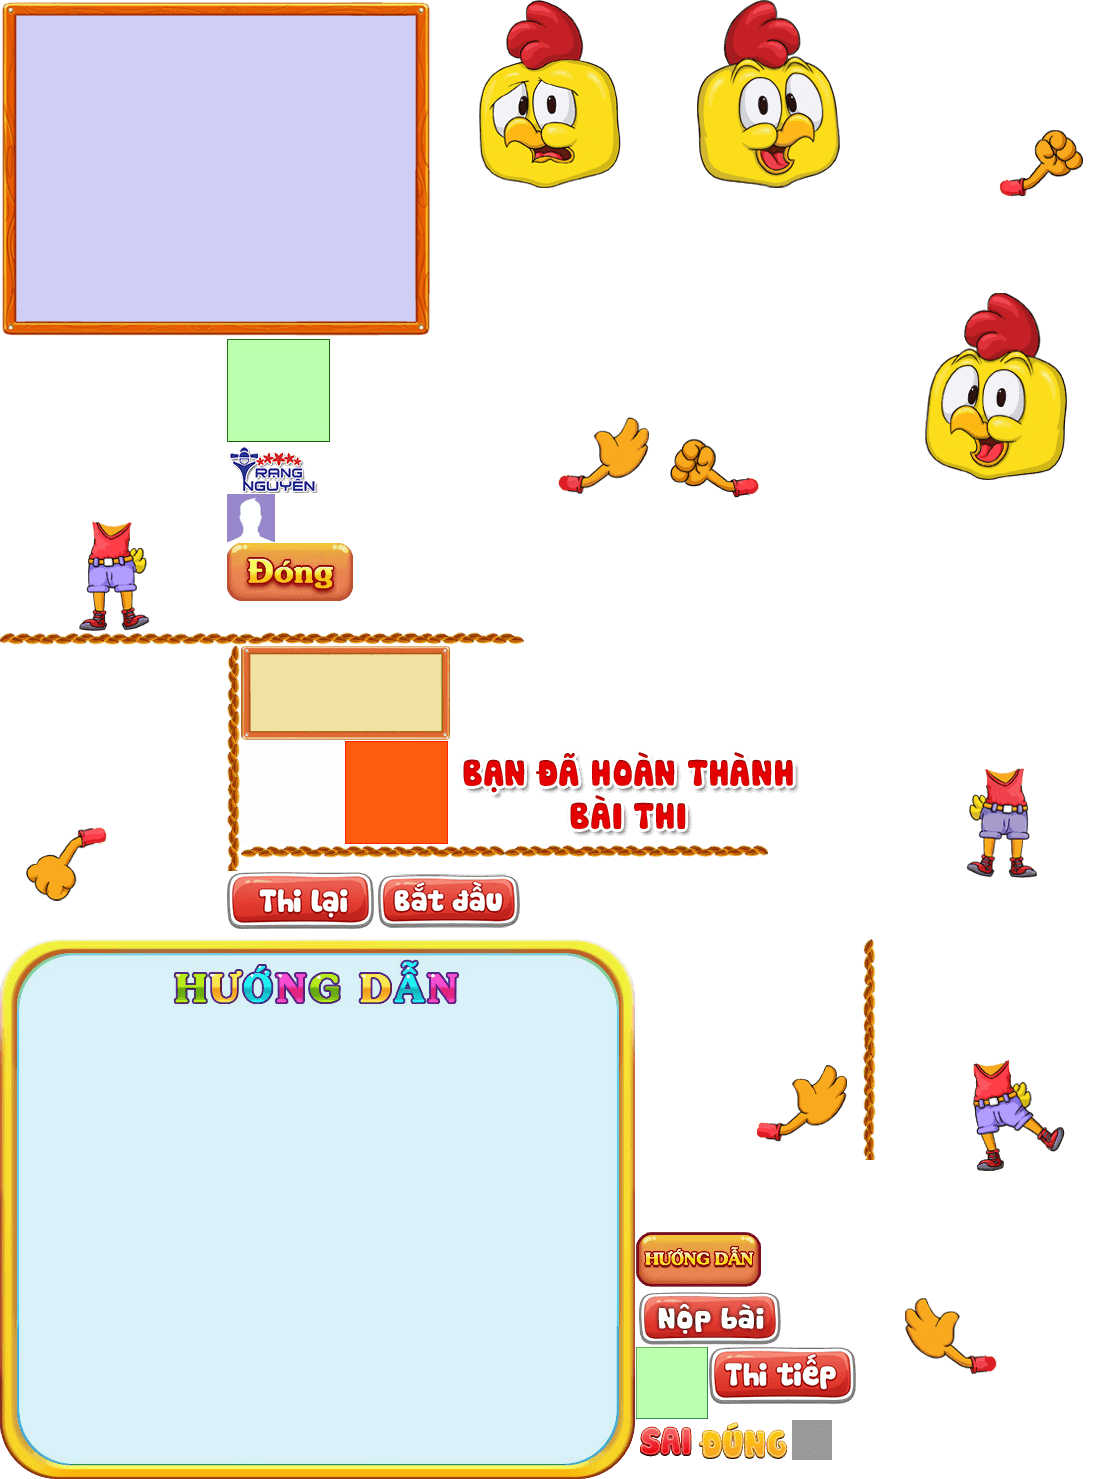 TRẠNG
NGUYÊN
Đóng
BẠN ĐÃ HOÀN THÀNH
BÀI THI
Thi lại
Bắt đầu
HƯỚNG DẪN
HƯỚNG DẪN
Nộp bài
Thi tiếp
SAI
ĐÚNG